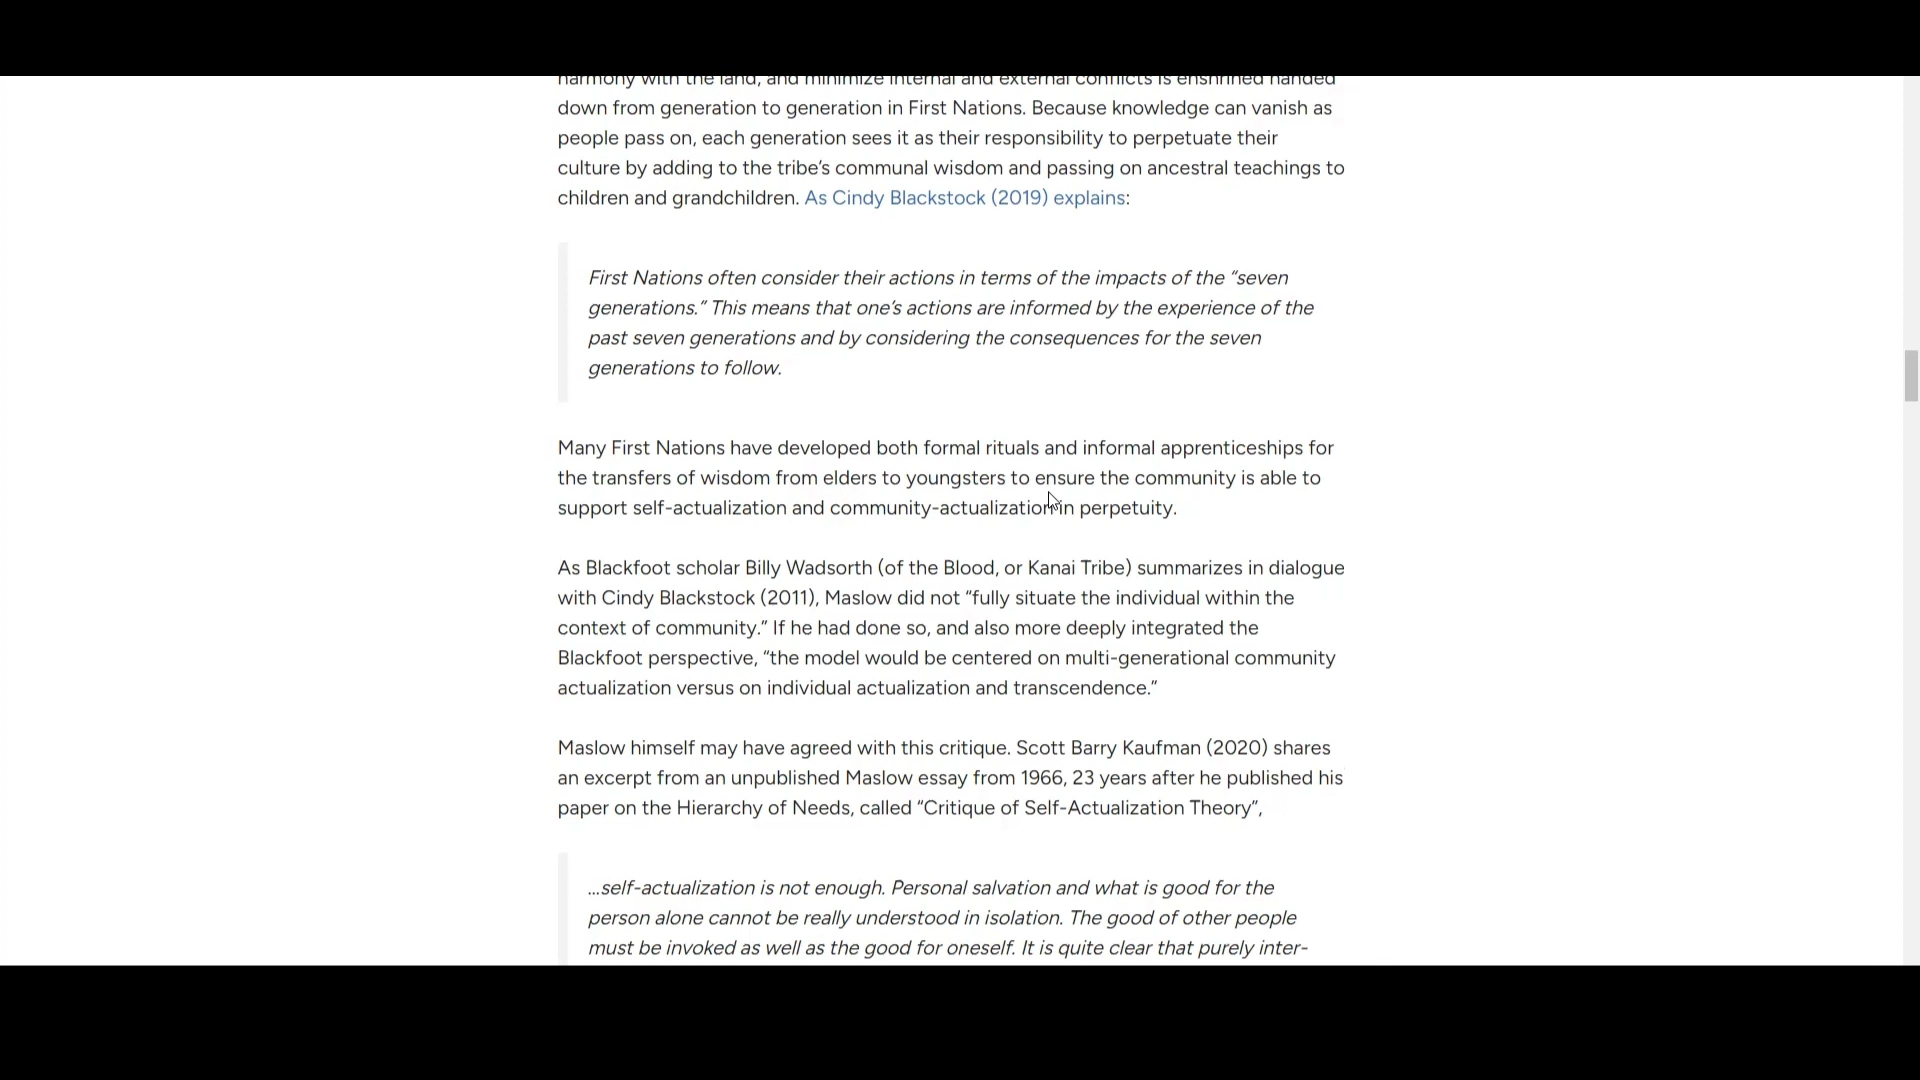 harmony with the land, and minimize internal and external conflicts is enshrined handed
down from generation to generation in First Nations. Because knowledge can vanish as
people pass on, each generation sees it as their responsibility to perpetuate their
culture by adding to the tribe’s communal wisdom and passing on ancestral teachings to
children and grandchildren. As Cindy Blackstock (2019) explains:
First Nations often consider their actions in terms of the impacts of the “seven
generations.” This means that one’s actions are informed by the experience of the
past seven generations and by considering the consequences for the seven
generations to follow.
Many First Nations have developed both formal rituals and informal apprenticeships for
the transfers of wisdom from elders to youngsters to ensure the community is able to
support self-actualization and community-actualization in perpetuity.
As Blackfoot scholar Billy Wadsorth (of the Blood, or Kanai Tribe) summarizes in dialogue
with Cindy Blackstock (2011), Maslow did not “fully situate the individual within the
context of community.” If he had done so, and also more deeply integrated the
Blackfoot perspective, “the model would be centered on multi-generational community
actualization versus on individual actualization and transcendence.”
Maslow himself may have agreed with this critique. Scott Barry Kaufman (2020) shares
an excerpt from an unpublished Maslow essay from 1966, 23 years after he published his
paper on the Hierarchy of Needs, called “Critique of Self-Actualization Theory”,
…self-actualization is not enough. Personal salvation and what is good for the
person alone cannot be really understood in isolation. The good of other people
must be invoked as well as the good for oneself. It is quite clear that purely inter-